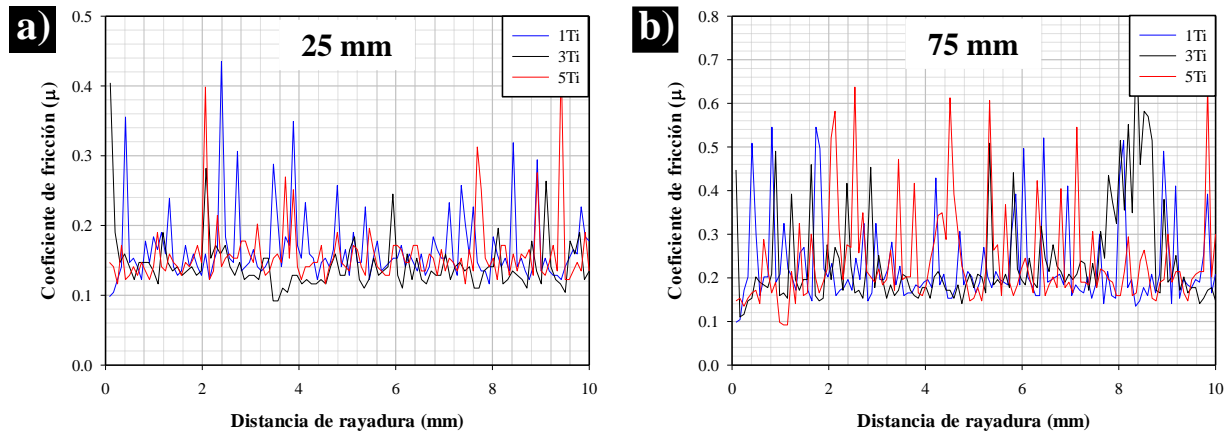 a)
25 mm
1Ti
3Ti
5Ti
Coeficiente de fricción (μ)
0.5
0.4
0.3
0.2
0.1
0.0
0
2
4
6
8
10
Distancia de rayadura (mm)
b)
75 mm
1Ti
3Ti
5Ti
Coeficiente de fricción (μ)
0.8
0.7
0.6
0.5
0.4
0.3
0.2
0.1
0.0
0
2
4
6
8
10
Distancia de rayadura (mm)